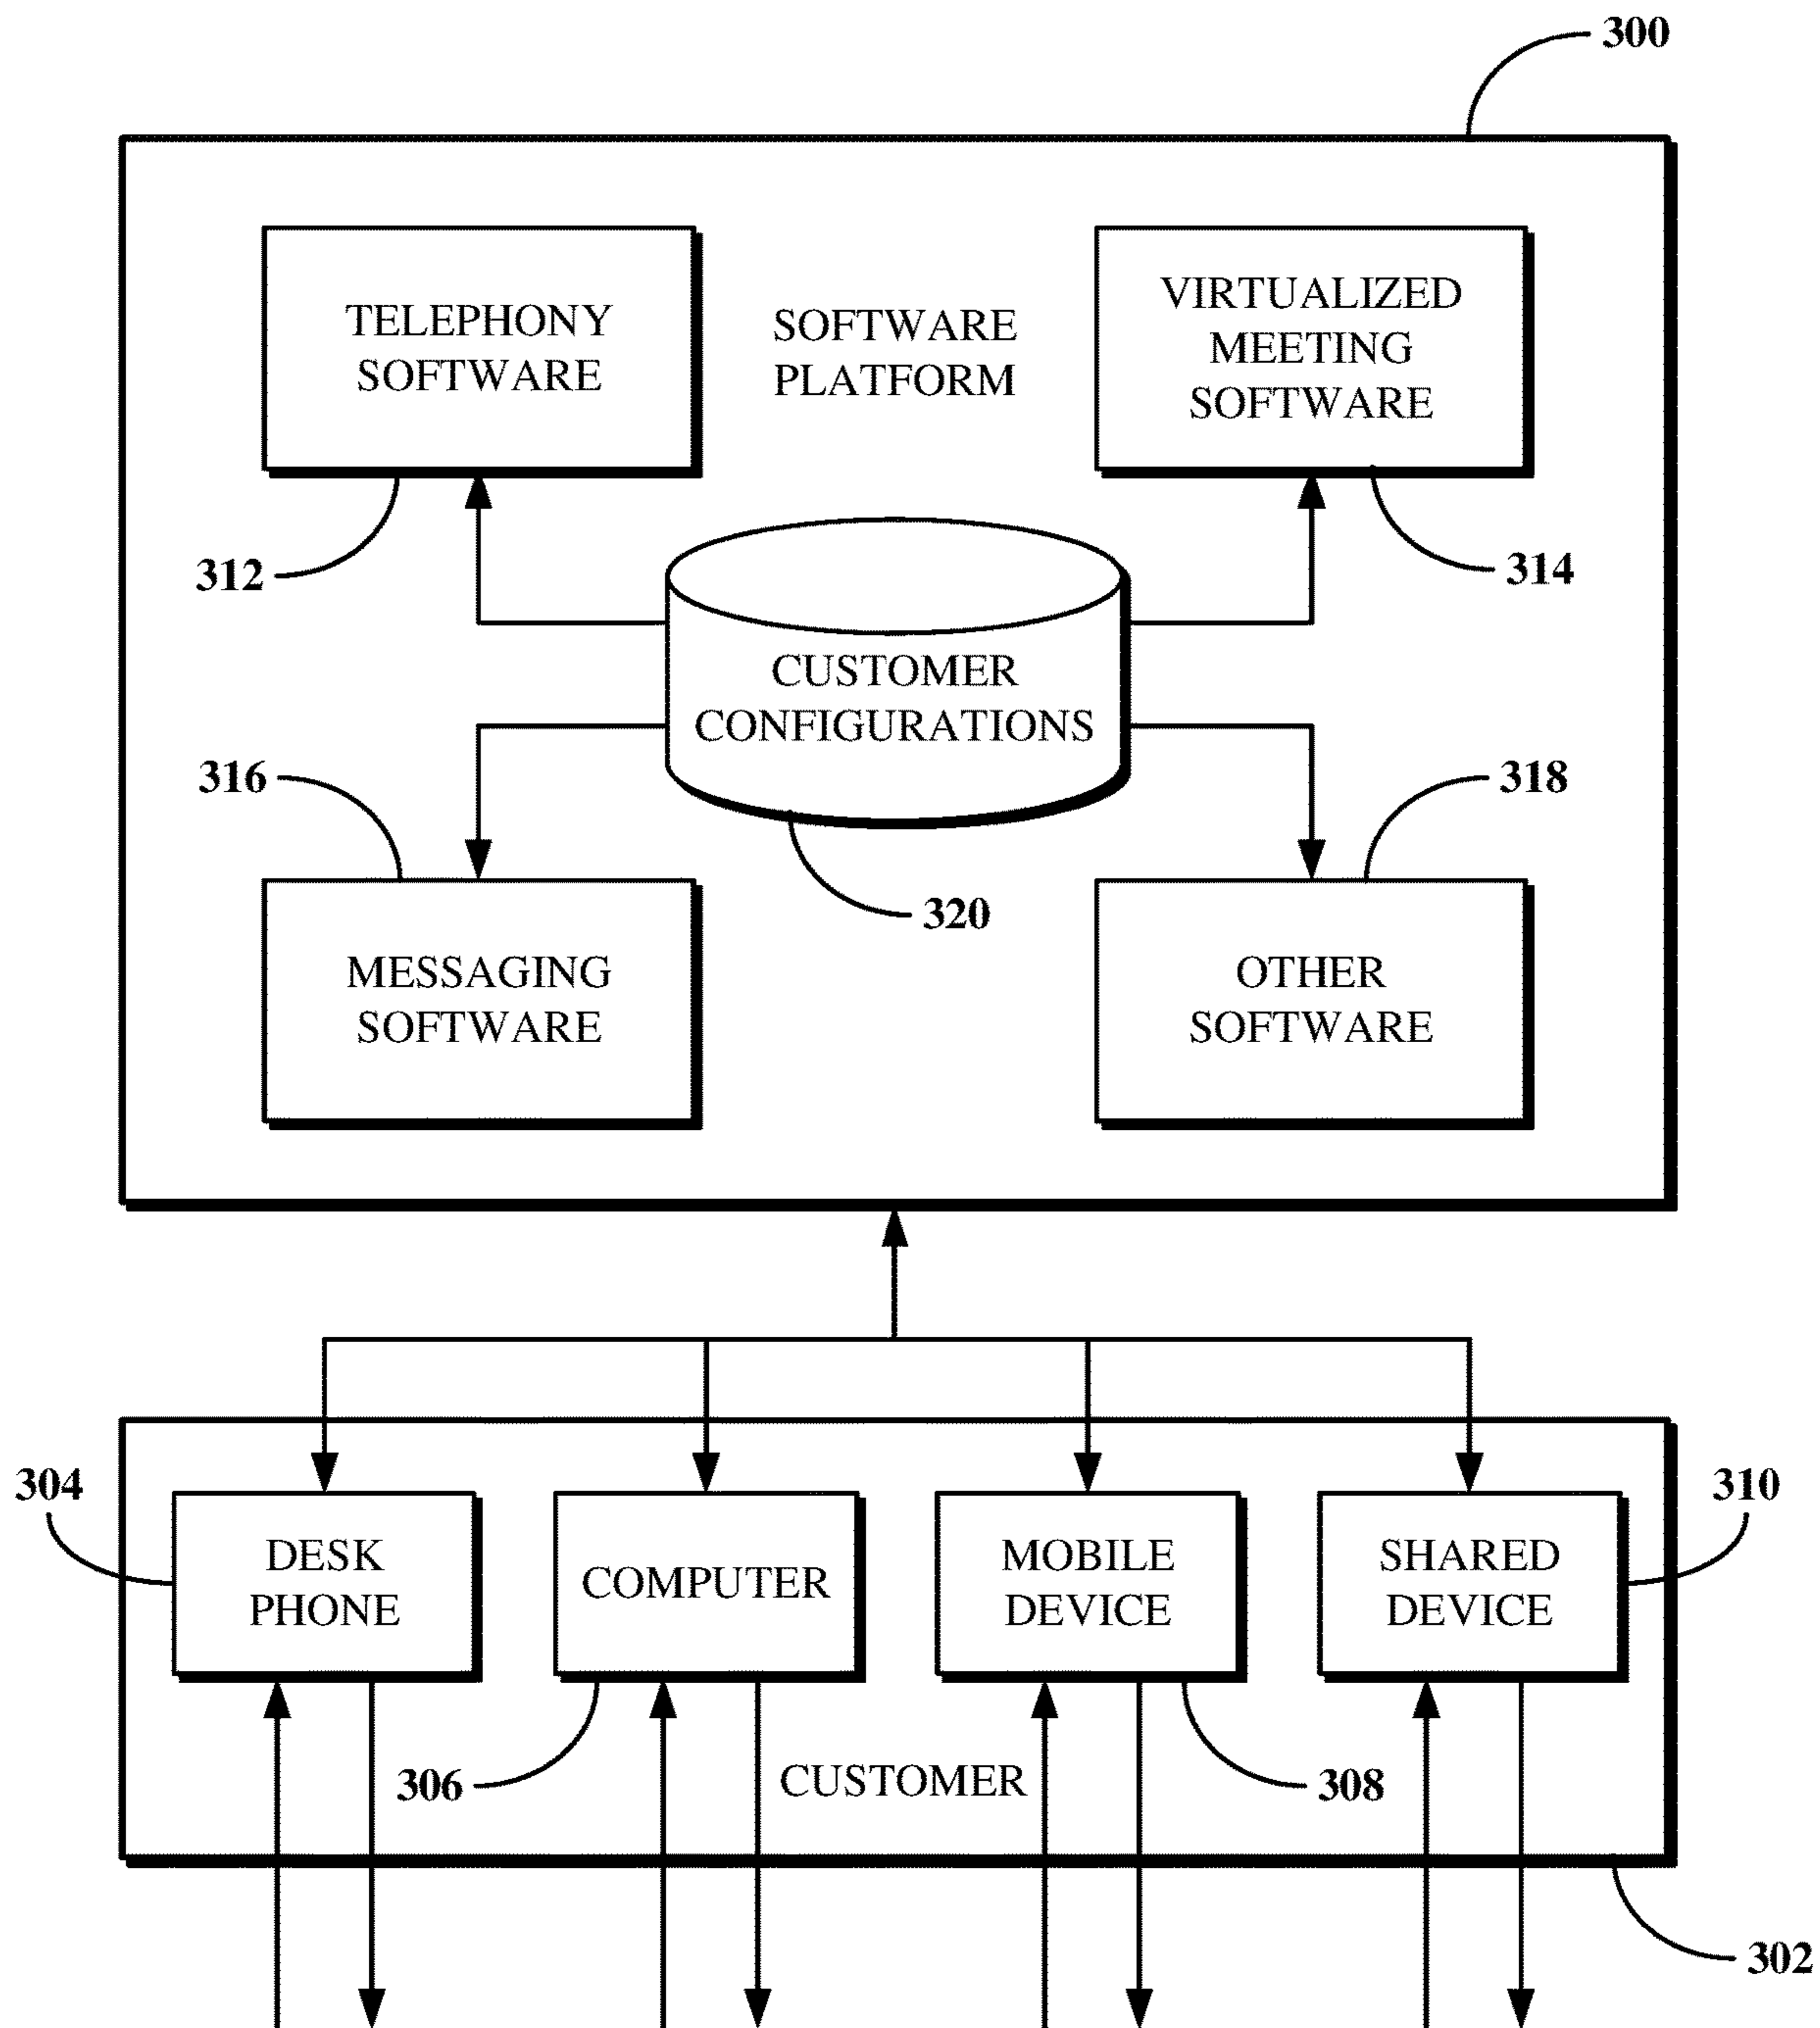 300
TELEPHONY
SOFTWARE
SOFTWARE
PLATFORM
VIRTUALIZED
MEETING
SOFTWARE
312
314
CUSTOMER
CONFIGURATIONS
316
318
320
MESSAGING
SOFTWARE
OTHER
SOFTWARE
304
310
DESK
PHONE
COMPUTER
MOBILE
DEVICE
SHARED
DEVICE
306
CUSTOMER
308
302